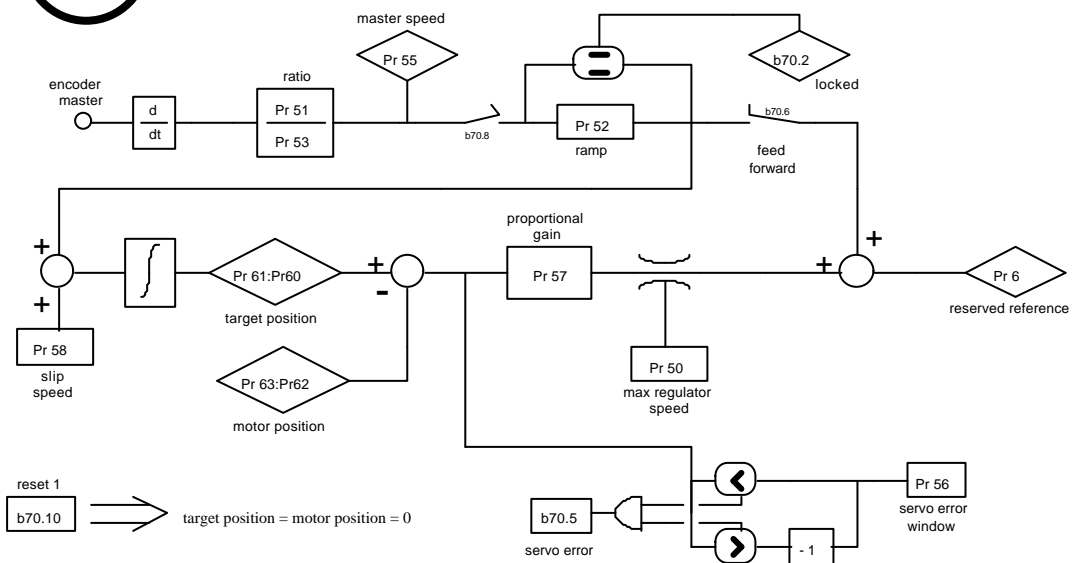 master speed
Pr 55
b70.2
locked
encoder
master
d
dt
ratio
Pr 51
Pr 53
b70.8
Pr 52
ramp
b70.6
feed
forward
+
+
Pr 58
slip
speed
Pr 61:Pr60
target position
+
-
Pr 63:Pr62
motor position
proportional
gain
Pr 57
Pr 50
max regulator
speed
+
+
Pr 6
reserved reference
reset 1
b70.10
target position = motor position = 0
b70.5
servo error
<
>
- 1
Pr 56
servo error
window